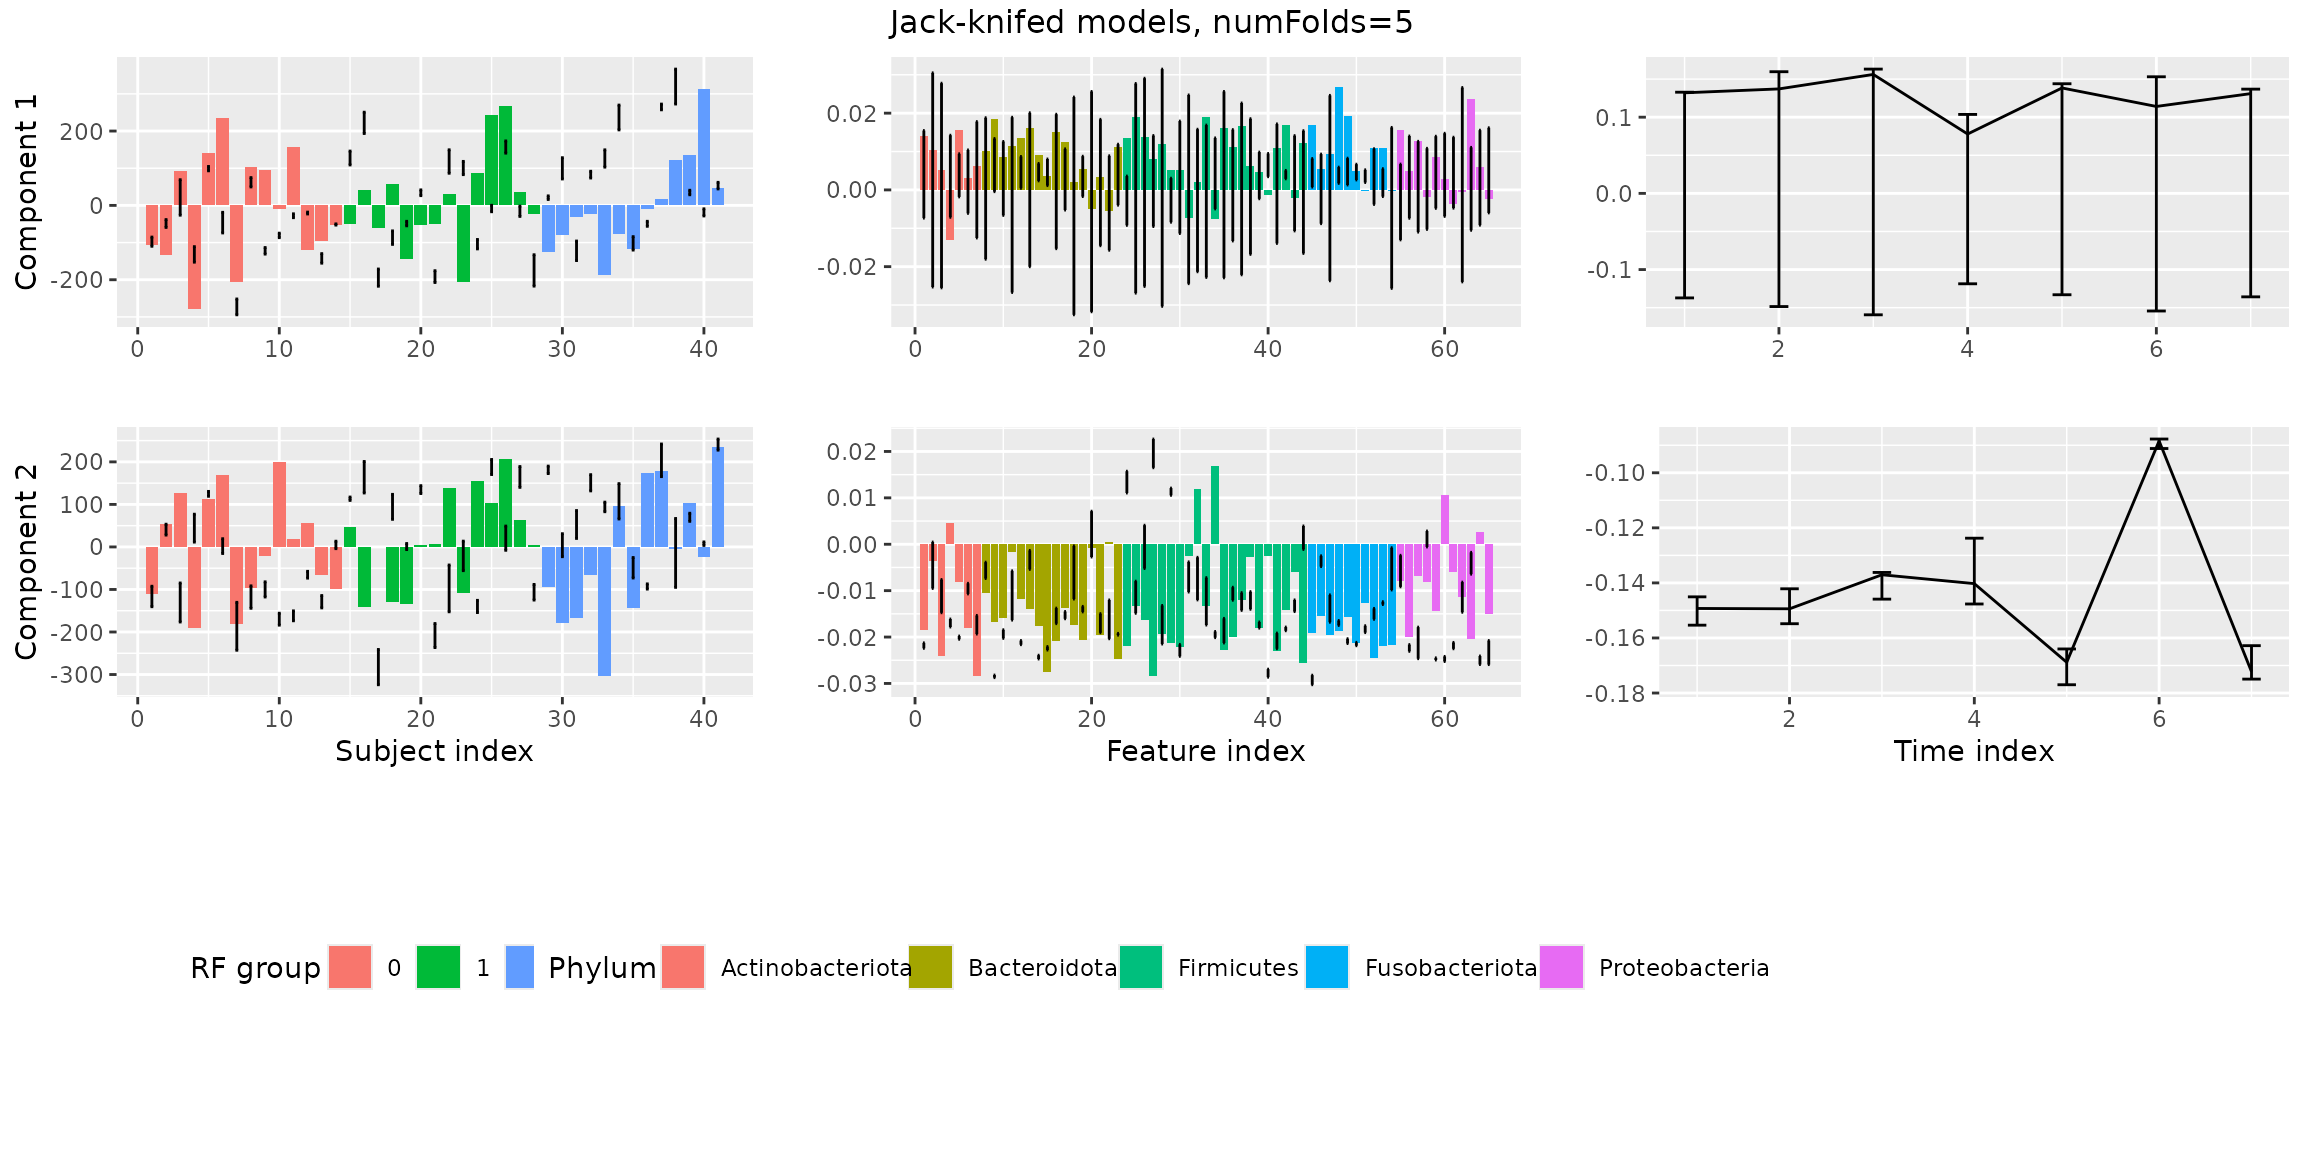 Jack-knifed models, numFolds=5
Component 1
200
0
-200
0 10 20 30 40
0.02
0.00
-0.02
0 20 40 60
0.1
0.0
-0.1
2 4 6
Component 2
200
100
0
-100
-200
-300
0 10 20 30 40
Subject index
0.02
0.01
0.00
-0.01
-0.02
-0.03
0 20 40 60
Feature index
-0.10
-0.12
-0.14
-0.16
-0.18
2 4 6
Time index
RF group 0 1 Phylum Actinobacteriota Bacteroidota Firmicutes Fusobacteriota Proteobacteria